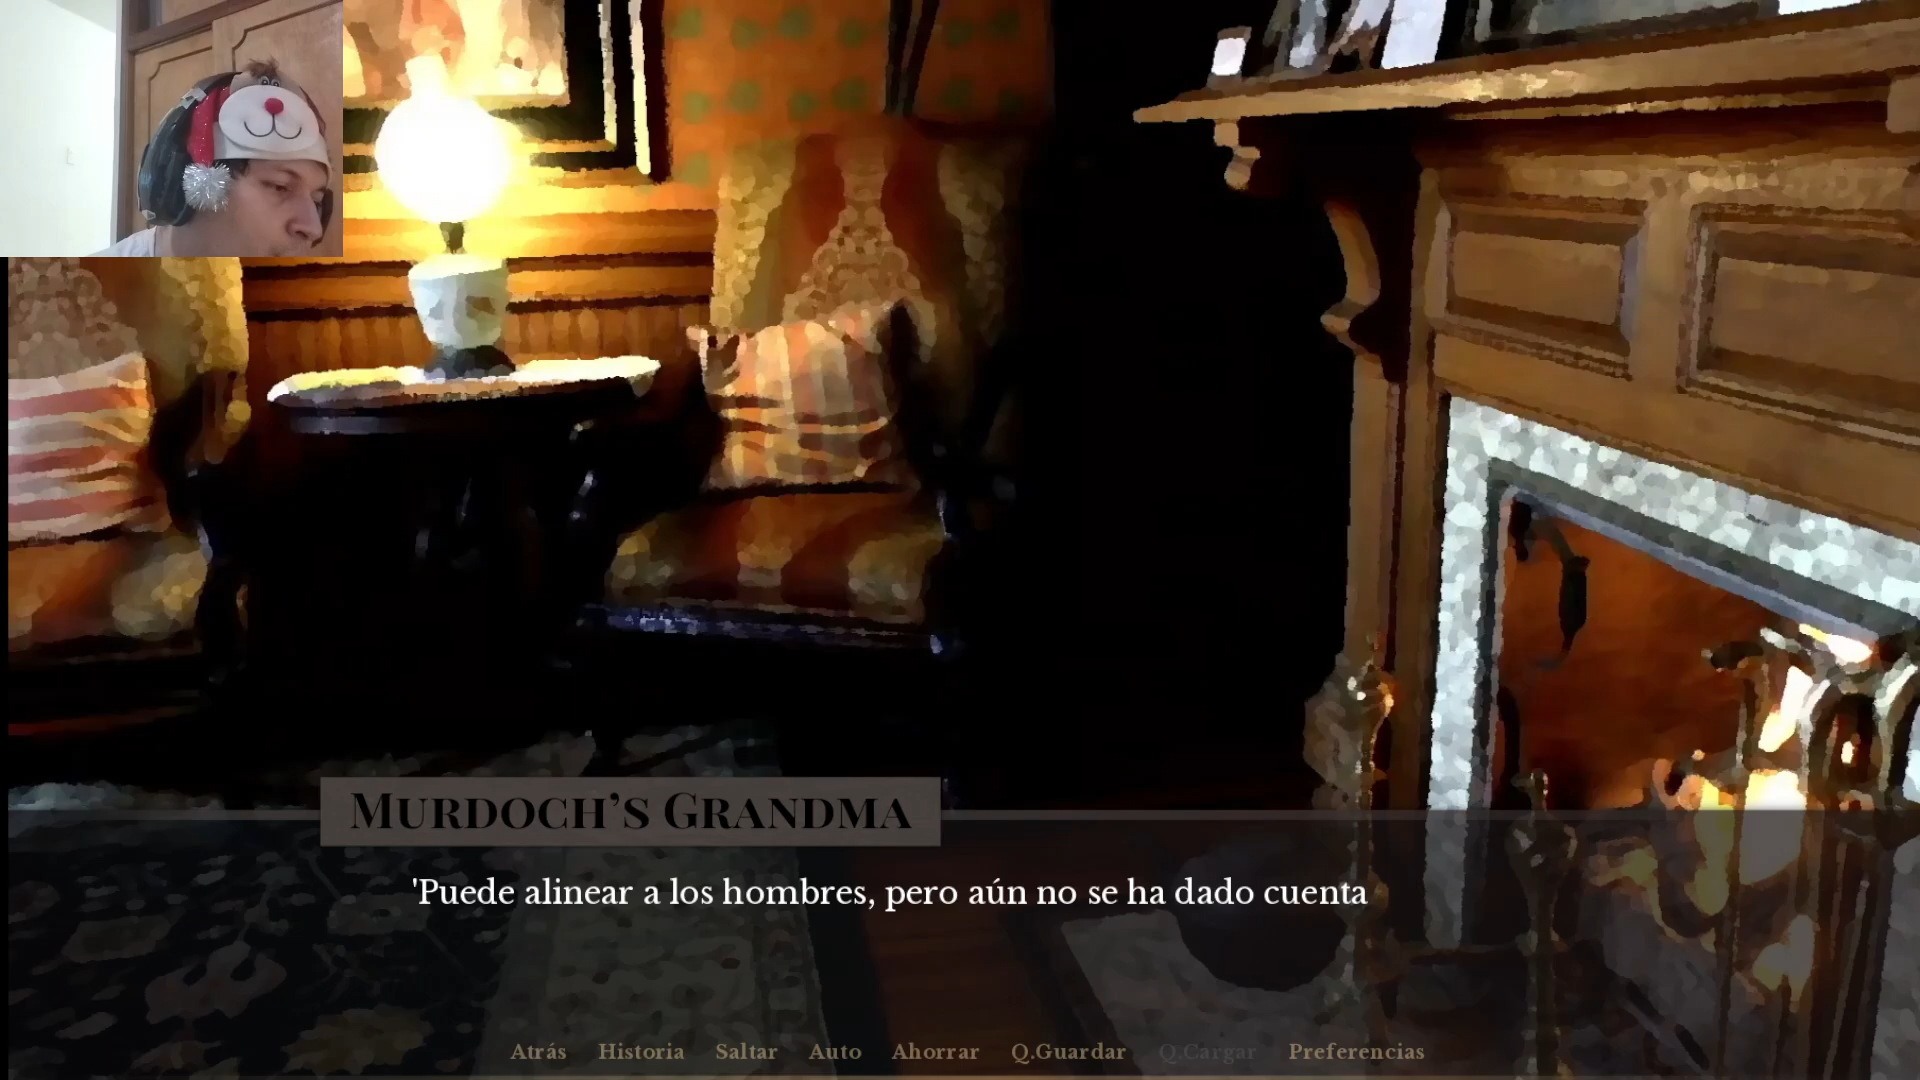 MURDOCH'S GRANDMA
'Puede alinear a los hombres, pero aún no se ha dado cuenta
Atrás Historia Saltar Auto Ahorrar Q.Guardar Q.Cargar Preferencias